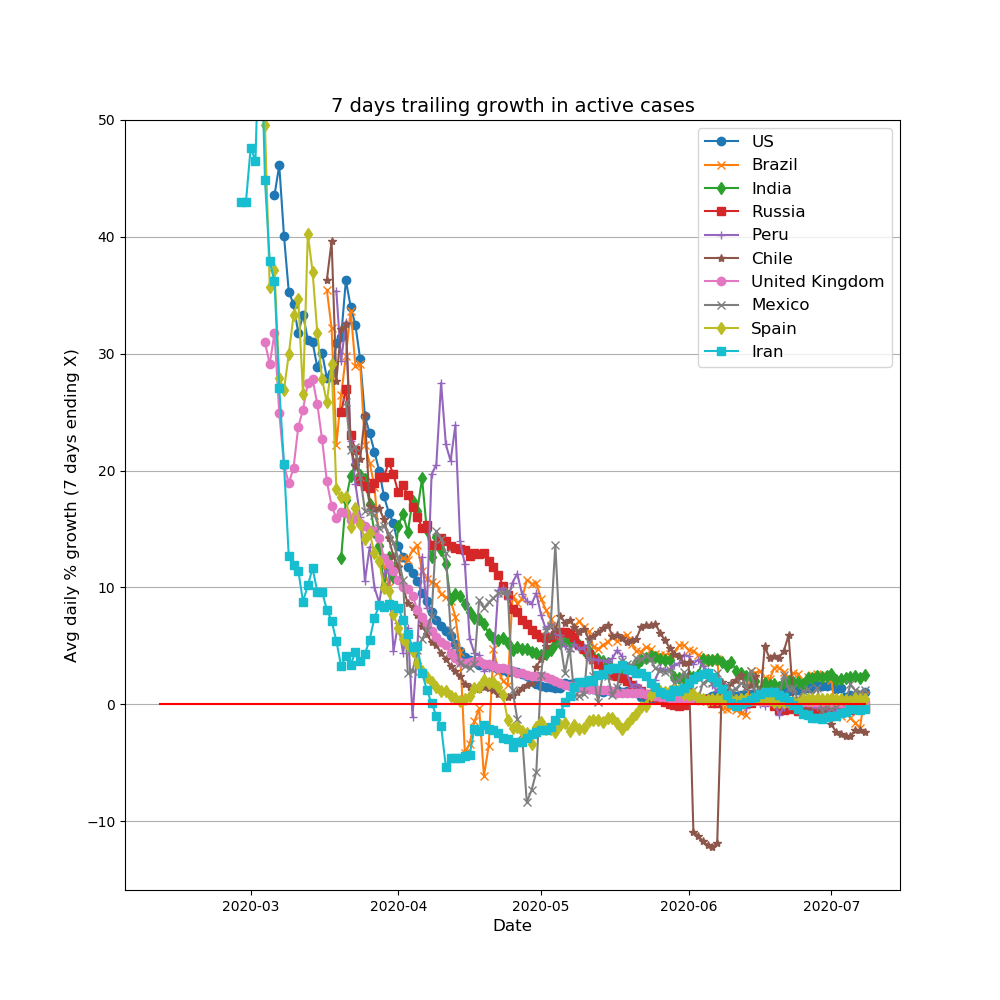 7 days trailing growth in active cases
Avg daily % growth (7 days ending X)
50
40
30
20
10
0
−10
US
Brazil
India
Russia
Peru
Chile
United Kingdom
Mexico
Spain
Iran
2020-03
2020-04
2020-05
2020-06
2020-07
Date